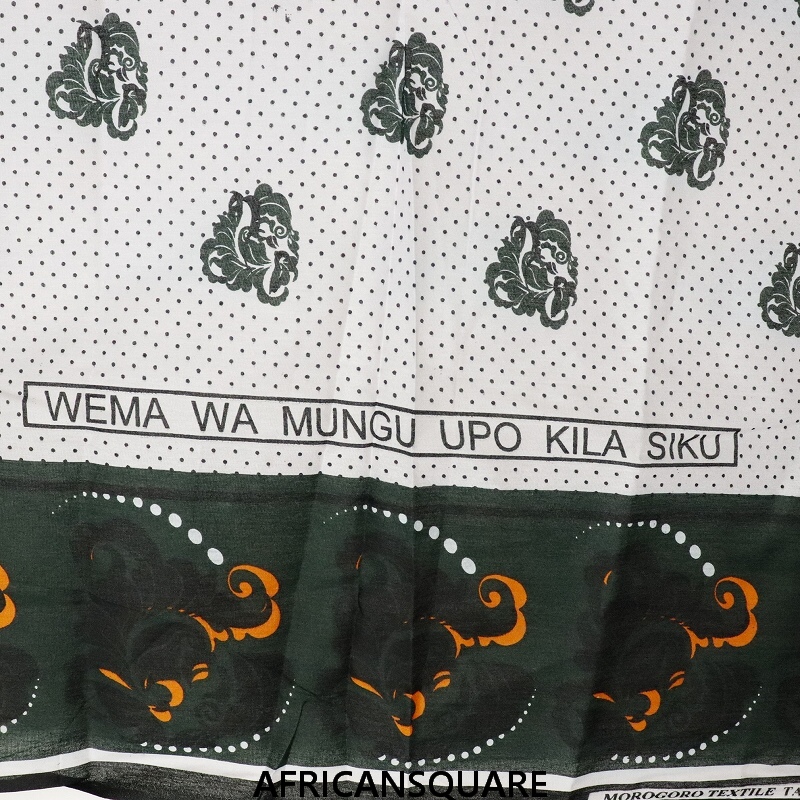 WEMA WA MUNGU UPO KILA SIKU
AFRICANSQUARE
MOROGORO TEXTILE